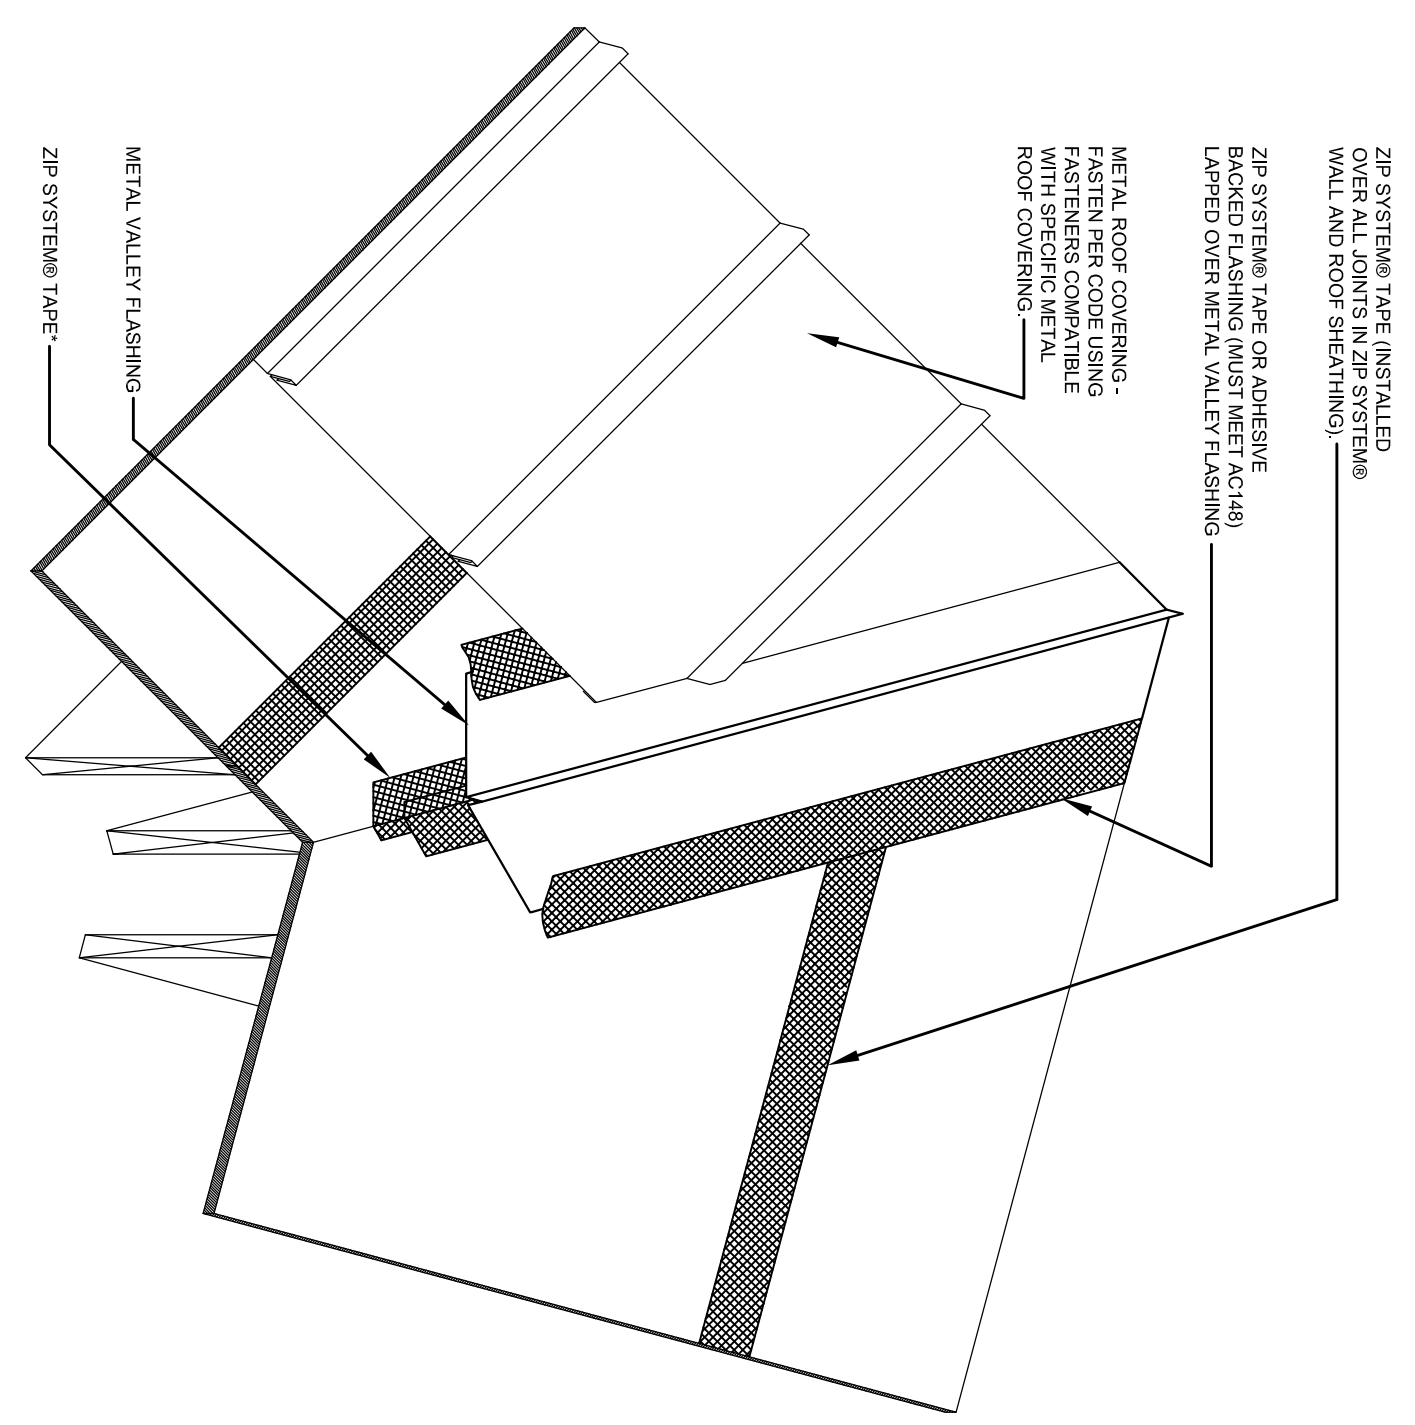 ZIP SYSTEM® TAPE (INSTALLED
OVER ALL JOINTS IN ZIP SYSTEM®
WALL AND ROOF SHEATHING).
ZIP SYSTEM® TAPE OR ADHESIVE
BACKED FLASHING (MUST MEET AC148)
LAPPED OVER METAL VALLEY FLASHING
METAL ROOF COVERING -
FASTEN PER CODE USING
FASTENERS COMPATIBLE
WITH SPECIFIC METAL
ROOF COVERING.
METAL VALLEY FLASHING
ZIP SYSTEM® TAPE*